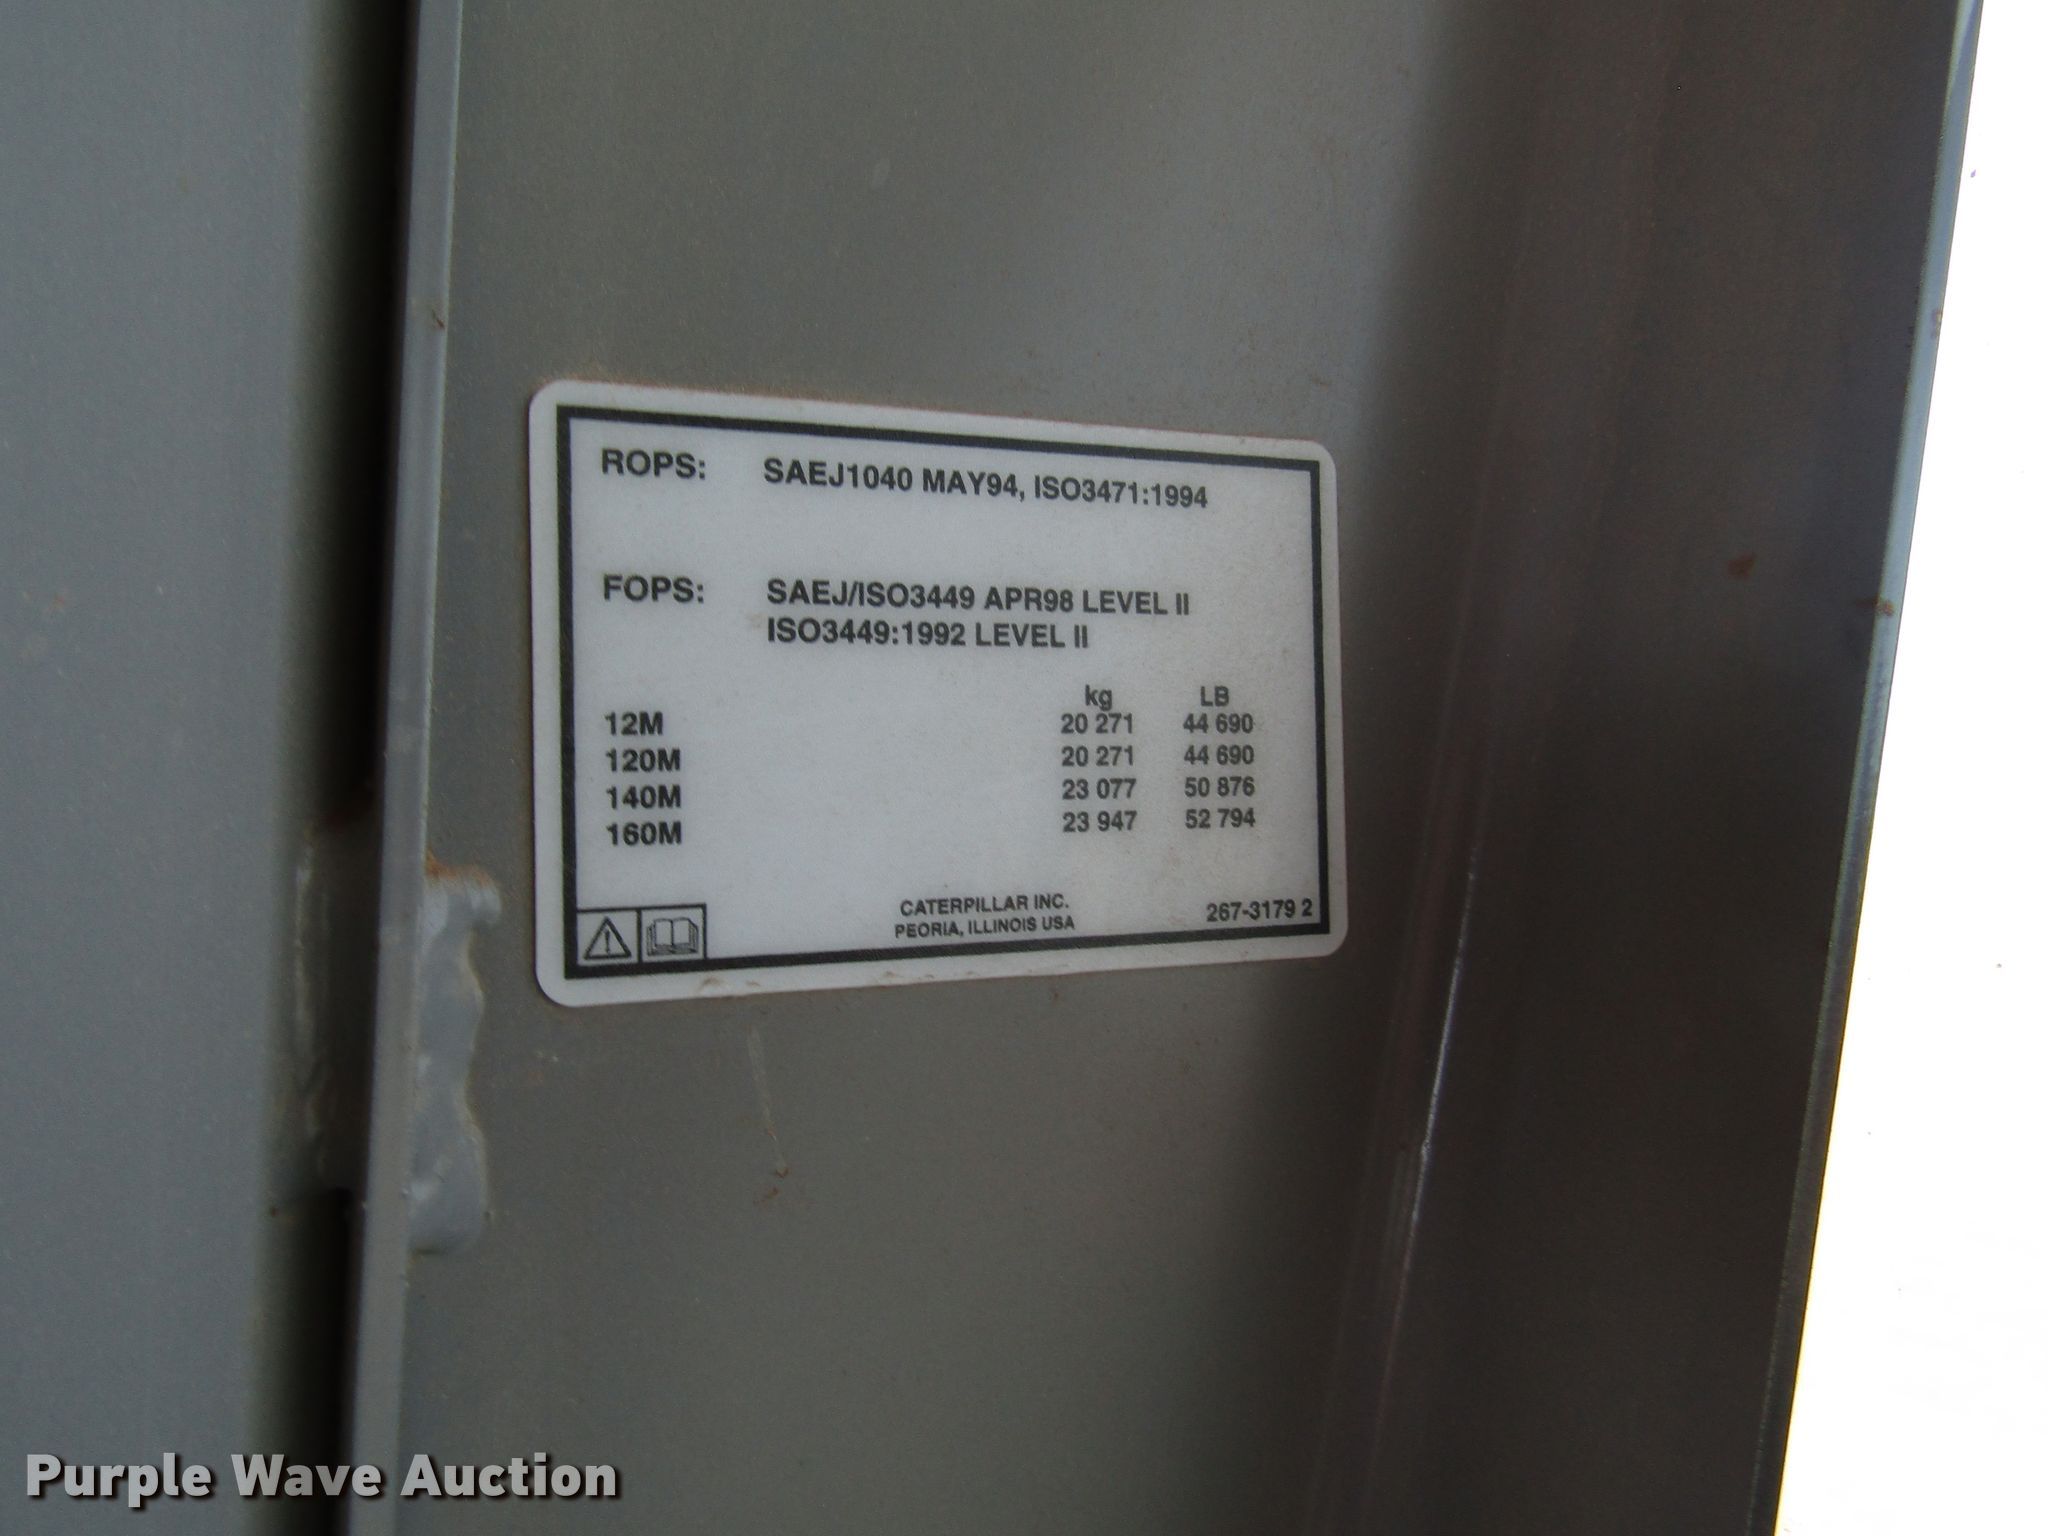 ROPS: SAEJ1040 MAY94, ISO3471:1994
FOPS: SAEJ/ISO3449 APR98 LEVEL II
ISO3449:1992 LEVEL II
kg LB
12M 20 271 44 690
120M 20 271 44 690
140M 23 077 50 876
160M 23 947 52 794
CATERPILLAR INC.
PEORIA, ILLINOIS USA
267-3179 2
Purple Wave Auction